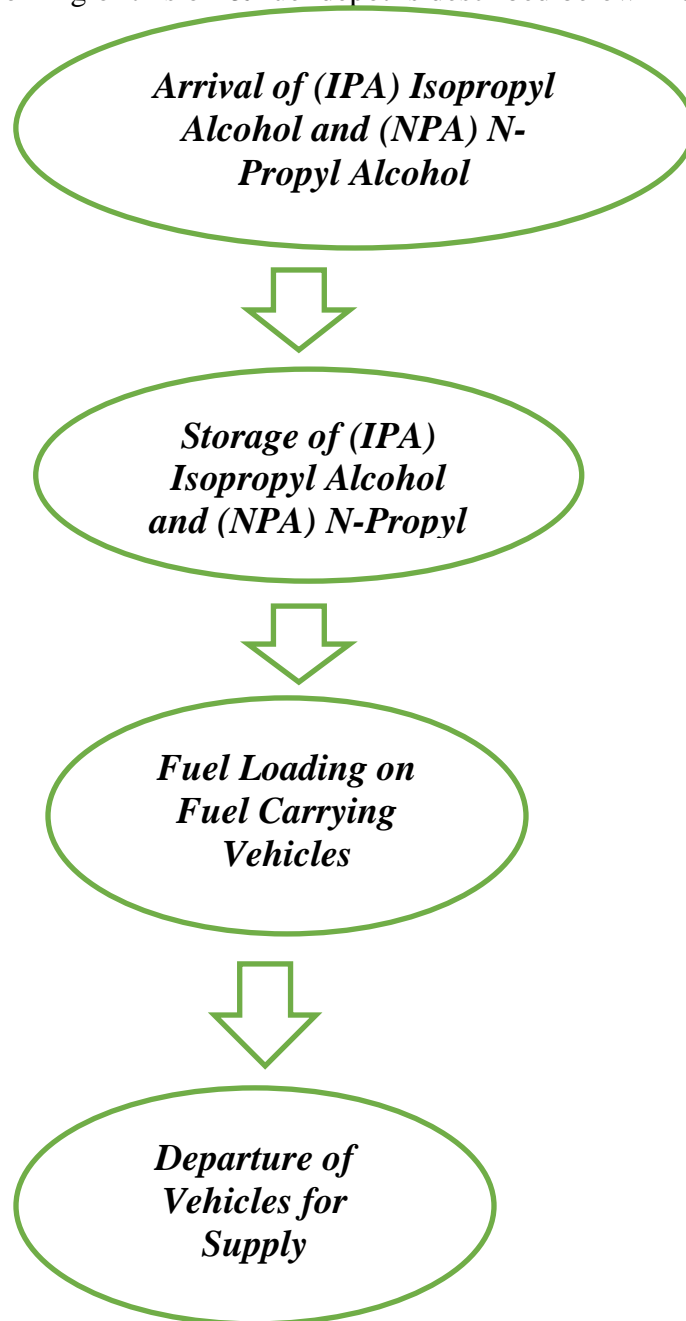 Arrival of (IPA) Isopropyl
Alcohol and (NPA) N-
Propyl Alcohol
Storage of (IPA)
Isopropyl Alcohol
and (NPA) N-Propyl
Fuel Loading on
Fuel Carrying
Vehicles
Departure of
Vehicles for
Supply